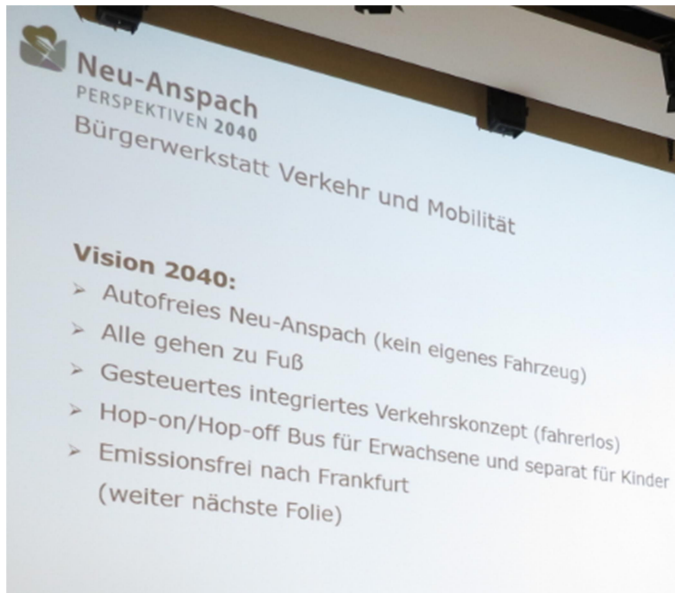 Neu-Anspach
PERSPEKTIVEN 2040
Bürgerwerkstatt Verkehr und Mobilität
Vision 2040:
➢ Autofreies Neu-Anspach (kein eigenes Fahrzeug)
➢ Alle gehen zu Fuß
➢ Gesteuertes integriertes Verkehrskonzept (fahrerlos)
➢ Hop-on/Hop-off Bus für Erwachsene und separat für Kinder
➢ Emissionsfrei nach Frankfurt
(weiter nächste Folie)